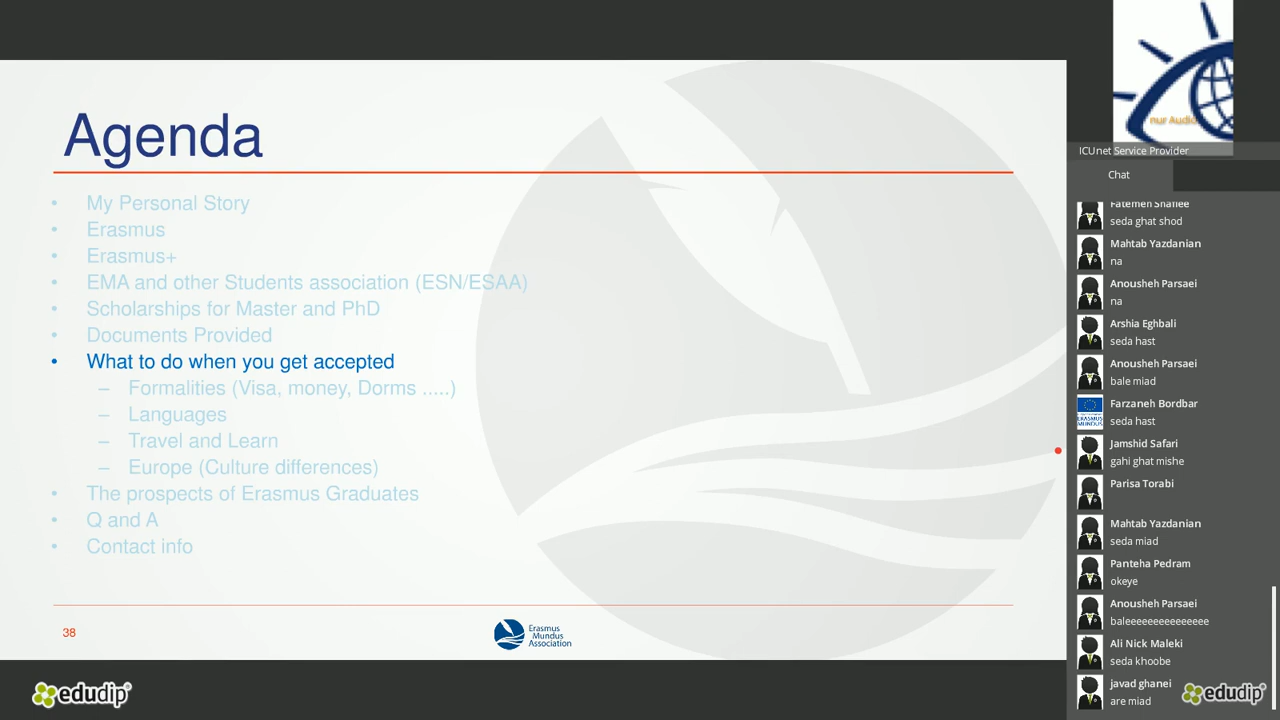 Agenda
• My Personal Story
• Erasmus
• Erasmus+
• EMA and other Students association (ESN/ESAA)
• Scholarships for Master and PhD
• Documents Provided
• What to do when you get accepted
– Formalities (Visa, money, Dorms .....)
– Languages
– Travel and Learn
– Europe (Culture differences)
• The prospects of Erasmus Graduates
• Q and A
• Contact info
38
Erasmus
Mundus
Association
edudip
nur Audio
ICUnet Service Provider
Chat
Fatemeh Shafiee
seda ghat shod
Mahtab Yazdanian
na
Anousheh Parsaei
na
Arshia Eghbali
seda hast
Anousheh Parsaei
bale miad
Farzaneh Bordbar
seda hast
Jamshid Safari
gahi ghat mishe
Parisa Torabi
Mahtab Yazdanian
seda miad
Panteha Pedram
okeye
Anousheh Parsaei
baleeeeeeeeeeeeeee
Ali Nick Maleki
seda khoobe
javad ghanei
are miad
edudip